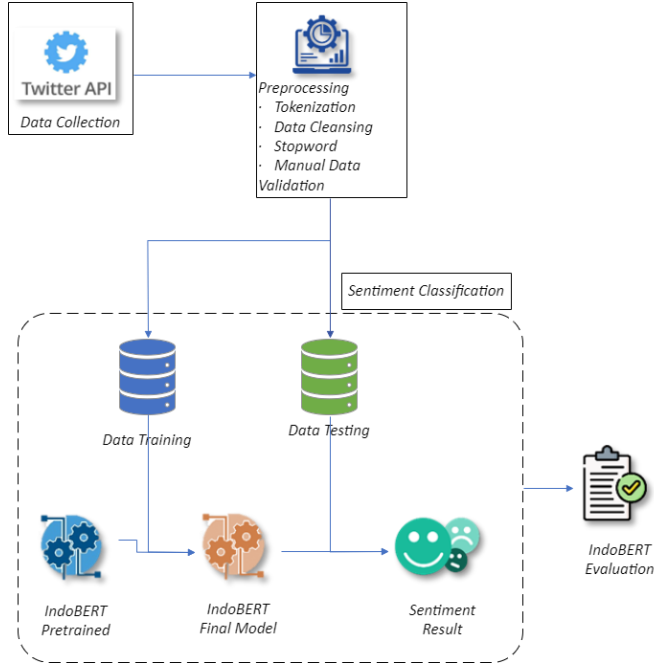 Twitter API
Data Collection
Preprocessing
· Tokenization
· Data Cleansing
· Stopword
· Manual Data
Validation
Sentiment Classification
Data Training
Data Testing
IndoBERT
Pretrained
IndoBERT
Final Model
Sentiment
Result
IndoBERT
Evaluation